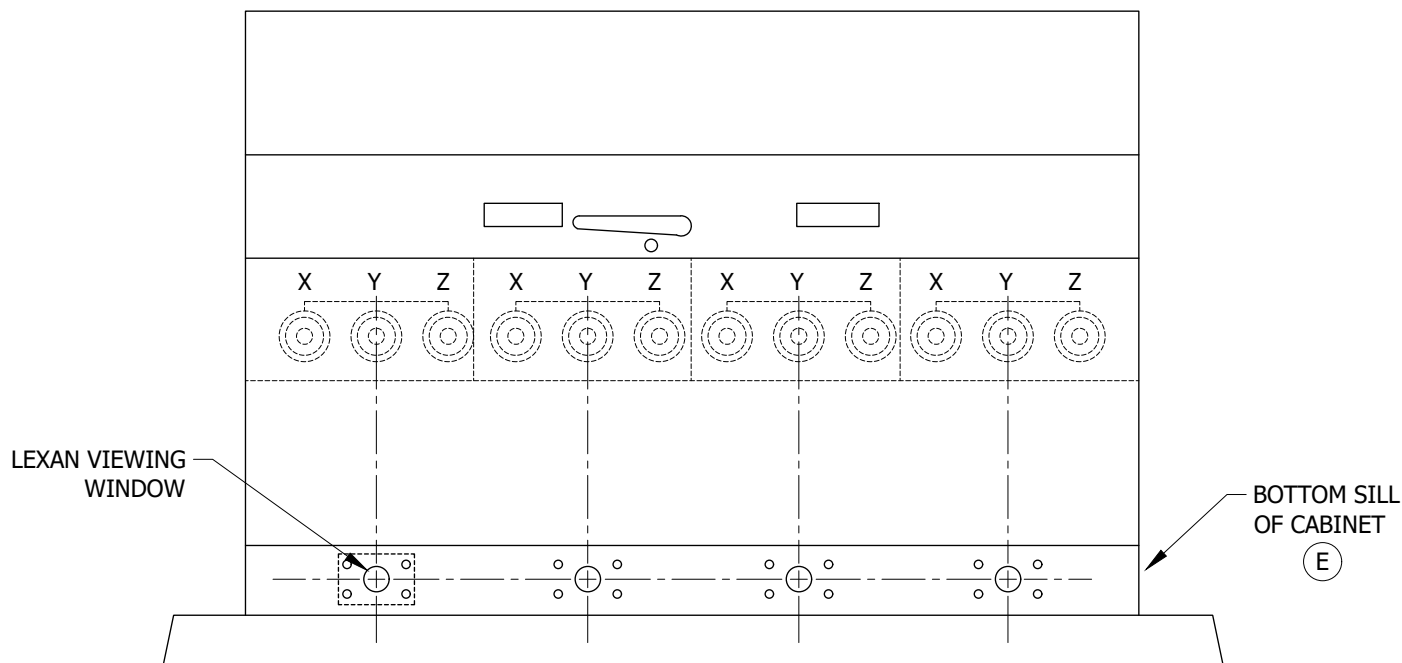 X Y Z X Y Z X Y Z X Y Z
LEXAN VIEWING
WINDOW
BOTTOM SILL
OF CABINET
E